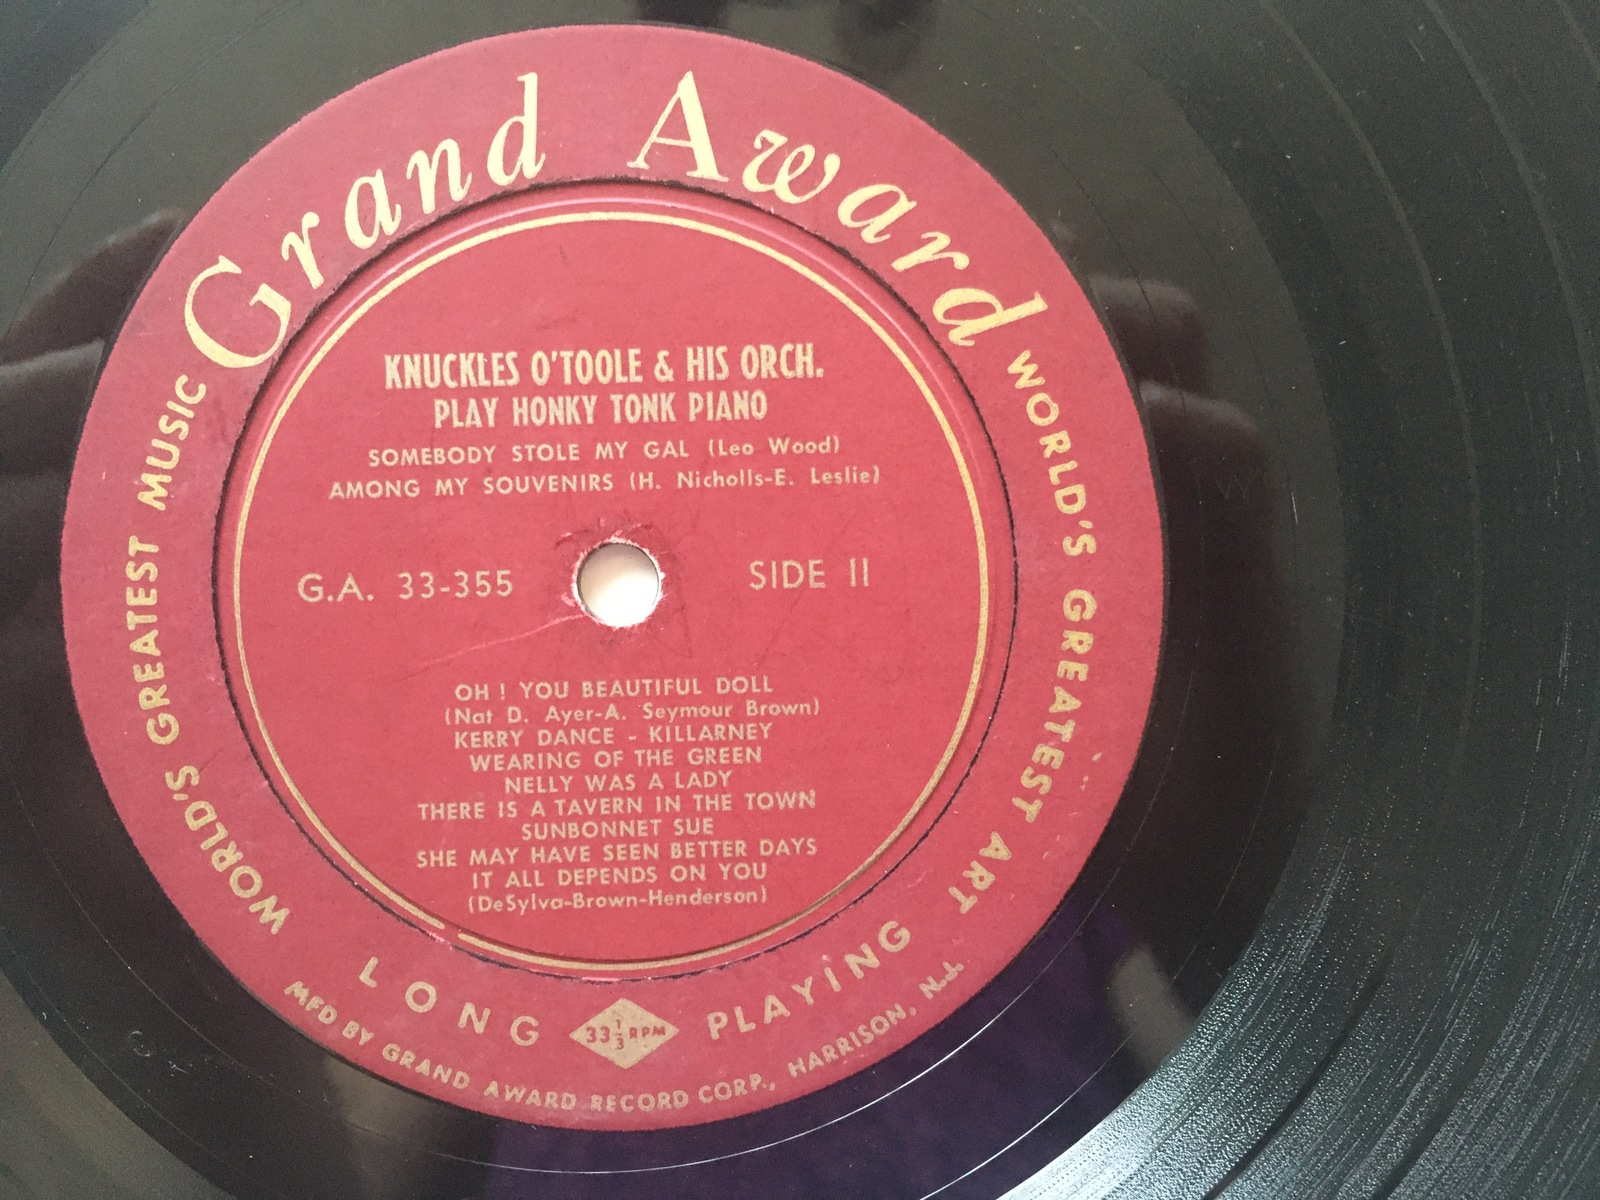 Grand Award
WORLD'S GREATEST MUSIC
WORLD'S GREATEST ART
KNUCKLES O'TOOLE & HIS ORCH.
PLAY HONKY TONK PIANO
SOMEBODY STOLE MY GAL (Leo Wood)
AMONG MY SOUVENIRS (H. Nicholls-E. Leslie)
G.A. 33-355
SIDE II
OH ! YOU BEAUTIFUL DOLL
(Nat D. Ayer-A. Seymour Brown)
KERRY DANCE - KILLARNEY
WEARING OF THE GREEN
NELLY WAS A LADY
THERE IS A TAVERN IN THE TOWN
SUNBONNET SUE
SHE MAY HAVE SEEN BETTER DAYS
IT ALL DEPENDS ON YOU
(DeSylva-Brown-Henderson)
LONG 33 1/3 RPM PLAYING
MFD BY GRAND AWARD RECORD CORP., HARRISON, N.J.